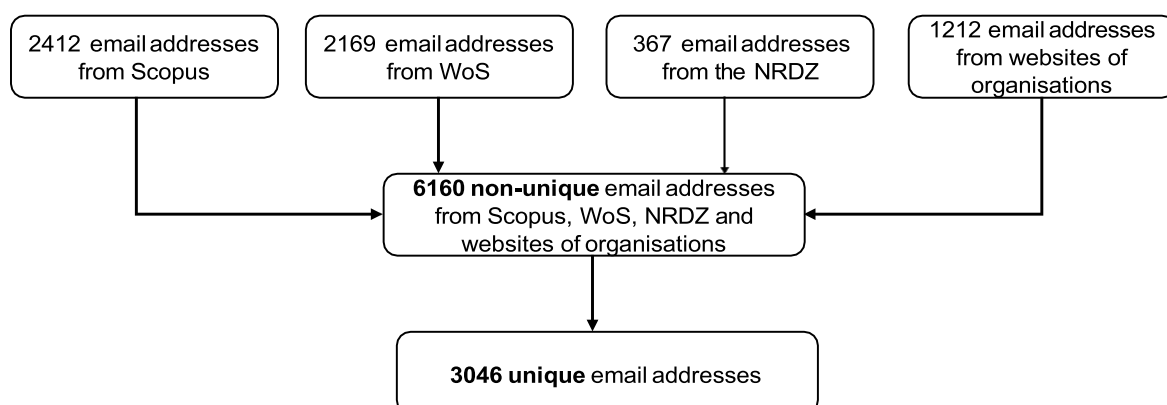 2412 email addresses
from Scopus
2169 email addresses
from WoS
367 email addresses
from the NRDZ
1212 email addresses
from websites of
organisations
6160 non-unique email addresses
from Scopus, WoS, NRDZ and
websites of organisations
3046 unique email addresses